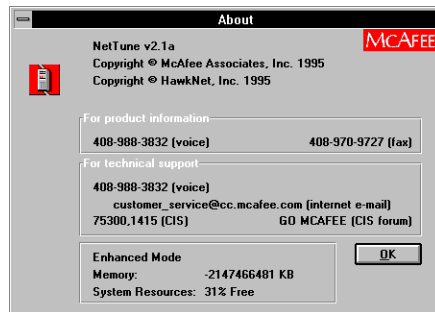 About
McAFEE
NetTune v2.1a
Copyright © McAfee Associates, Inc. 1995
Copyright © HawkNet, Inc. 1995
For product information
408-988-3832 (voice) 408-970-9727 (fax)
For technical support
408-988-3832 (voice)
customer_service@cc.mcafee.com (internet e-mail)
75300,1415 (CIS) GO MCAFEE (CIS forum)
Enhanced Mode
Memory: -2147466481 KB
System Resources: 31% Free
OK